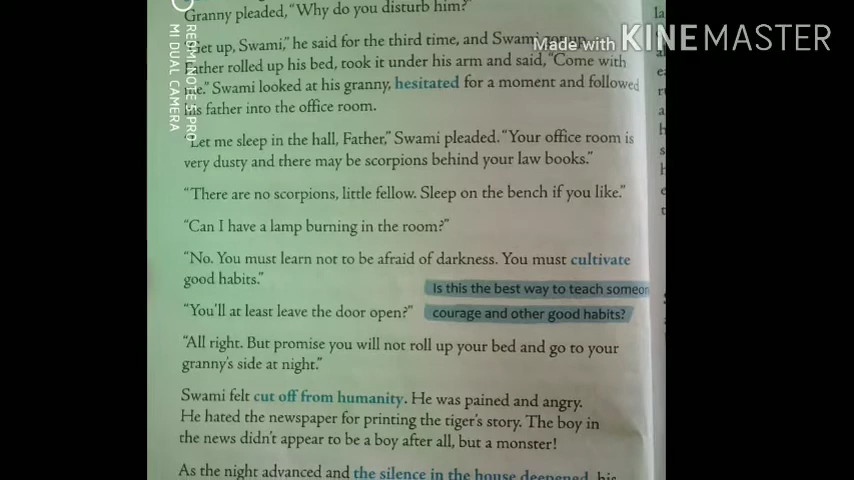 Granny pleaded, "Why do you disturb him?"
"Get up, Swami," he said for the third time, and Swami got up.
Father rolled up his bed, took it under his arm and said, "Come with
me." Swami looked at his granny, hesitated for a moment and followed
his father into the office room.
"Let me sleep in the hall, Father," Swami pleaded. "Your office room is
very dusty and there may be scorpions behind your law books."
"There are no scorpions, little fellow. Sleep on the bench if you like."
"Can I have a lamp burning in the room?"
"No. You must learn not to be afraid of darkness. You must cultivate
good habits."
Is this the best way to teach
courage and other good habits?
"You'll at least leave the door open?"
"All right. But promise you will not roll up your bed and go to your
granny's side at night."
Swami felt cut off from humanity. He was pained and angry.
He hated the newspaper for printing the tiger's story. The boy in
the news didn't appear to be a boy after all, but a monster!
As the night advanced and the silence in the house deepened, his
Made with KINEMASTER
REDMI NOTE 5 PRO
MI DUAL CAMERA